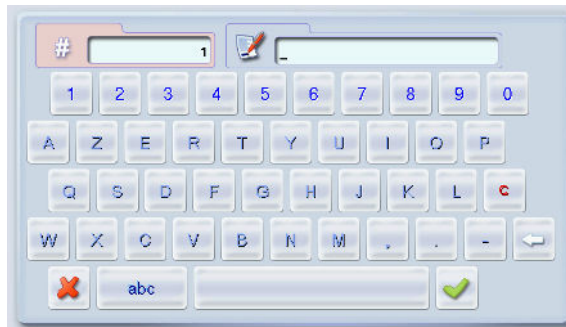 # 1 _
1 2 3 4 5 6 7 8 9 0
A Z E R T Y U I O P
Q S D F G H J K L C
W X C V B N M , . -
abc